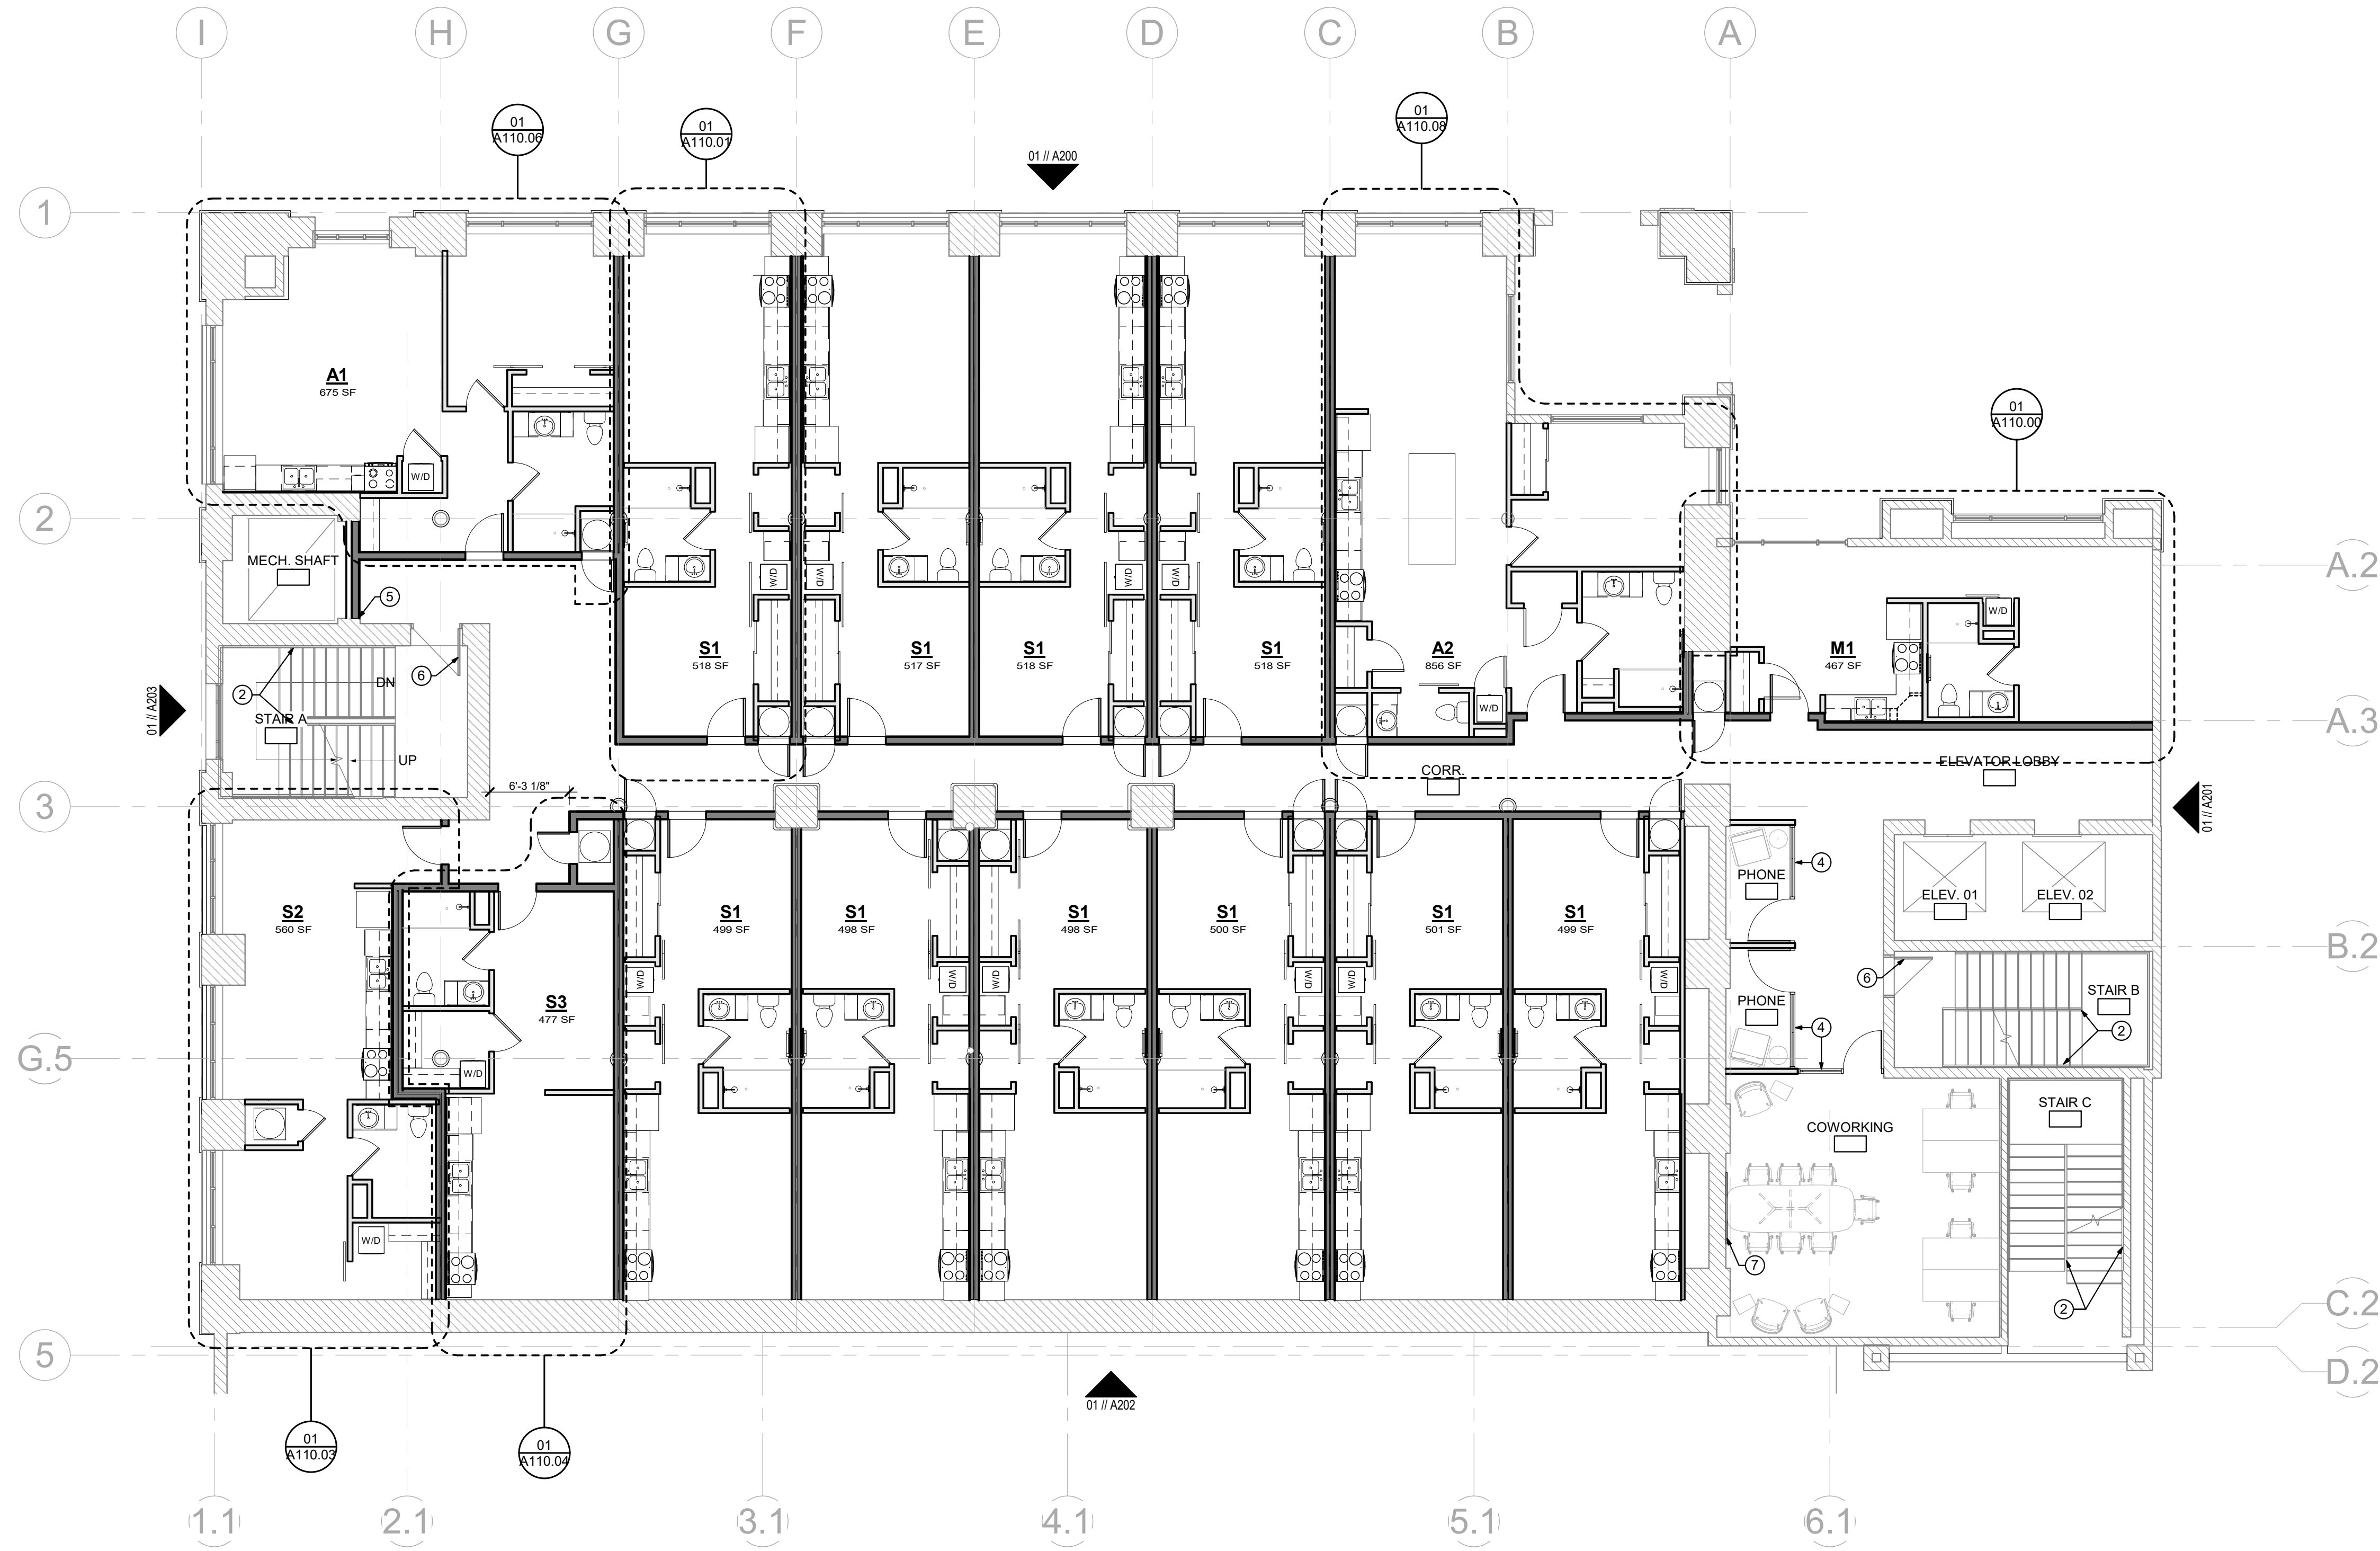 I
H
G
F
E
D
C
B
A
01
A110.06
01
A110.01
01
A110.08
01 // A200
1
A1
675 SF
01
A110.00
W/D
2
MECH. SHAFT
5
A.2
W/D
W/D
W/D
W/D
W/D
S1
518 SF
S1
517 SF
S1
518 SF
S1
518 SF
A2
856 SF
M1
467 SF
6
DN
2
STAIR A
01 // A203
W/D
A.3
UP
CORR.
ELEVATOR LOBBY
6'-3 1/8"
3
01 // A201
4
PHONE
ELEV. 01
ELEV. 02
S2
560 SF
S1
499 SF
S1
498 SF
S1
498 SF
S1
500 SF
S1
501 SF
S1
499 SF
B.2
W/D
W/D
W/D
W/D
W/D
W/D
6
STAIR B
S3
477 SF
PHONE
4
2
G.5
W/D
STAIR C
COWORKING
W/D
7
C.2
2
5
D.2
01 // A202
01
A110.03
01
A110.04
1.1
2.1
3.1
4.1
5.1
6.1